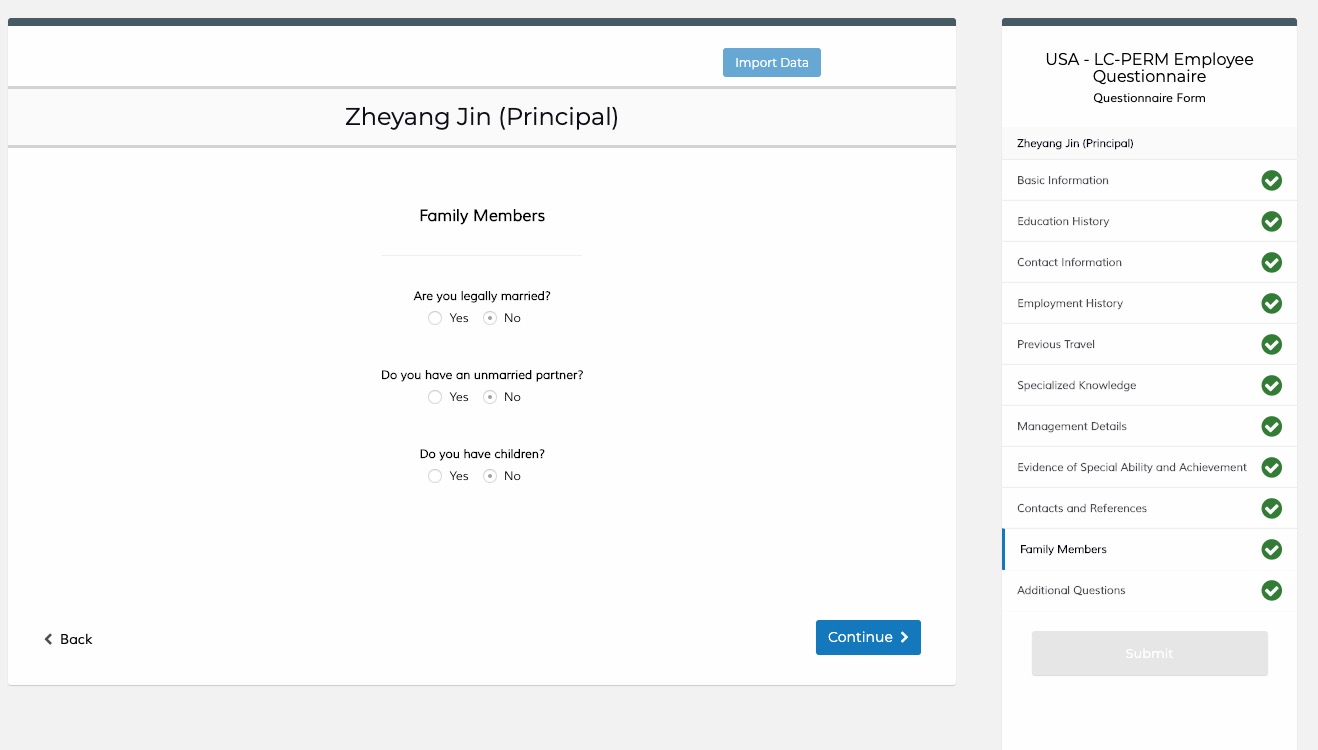 Import Data
Zheyang Jin (Principal)
Family Members
Are you legally married?
Yes No
Do you have an unmarried partner?
Yes No
Do you have children?
Yes No
Back
Continue
USA - LC-PERM Employee
Questionnaire
Questionnaire Form
Zheyang Jin (Principal)
Basic Information
Education History
Contact Information
Employment History
Previous Travel
Specialized Knowledge
Management Details
Evidence of Special Ability and Achievement
Contacts and References
Family Members
Additional Questions
Submit